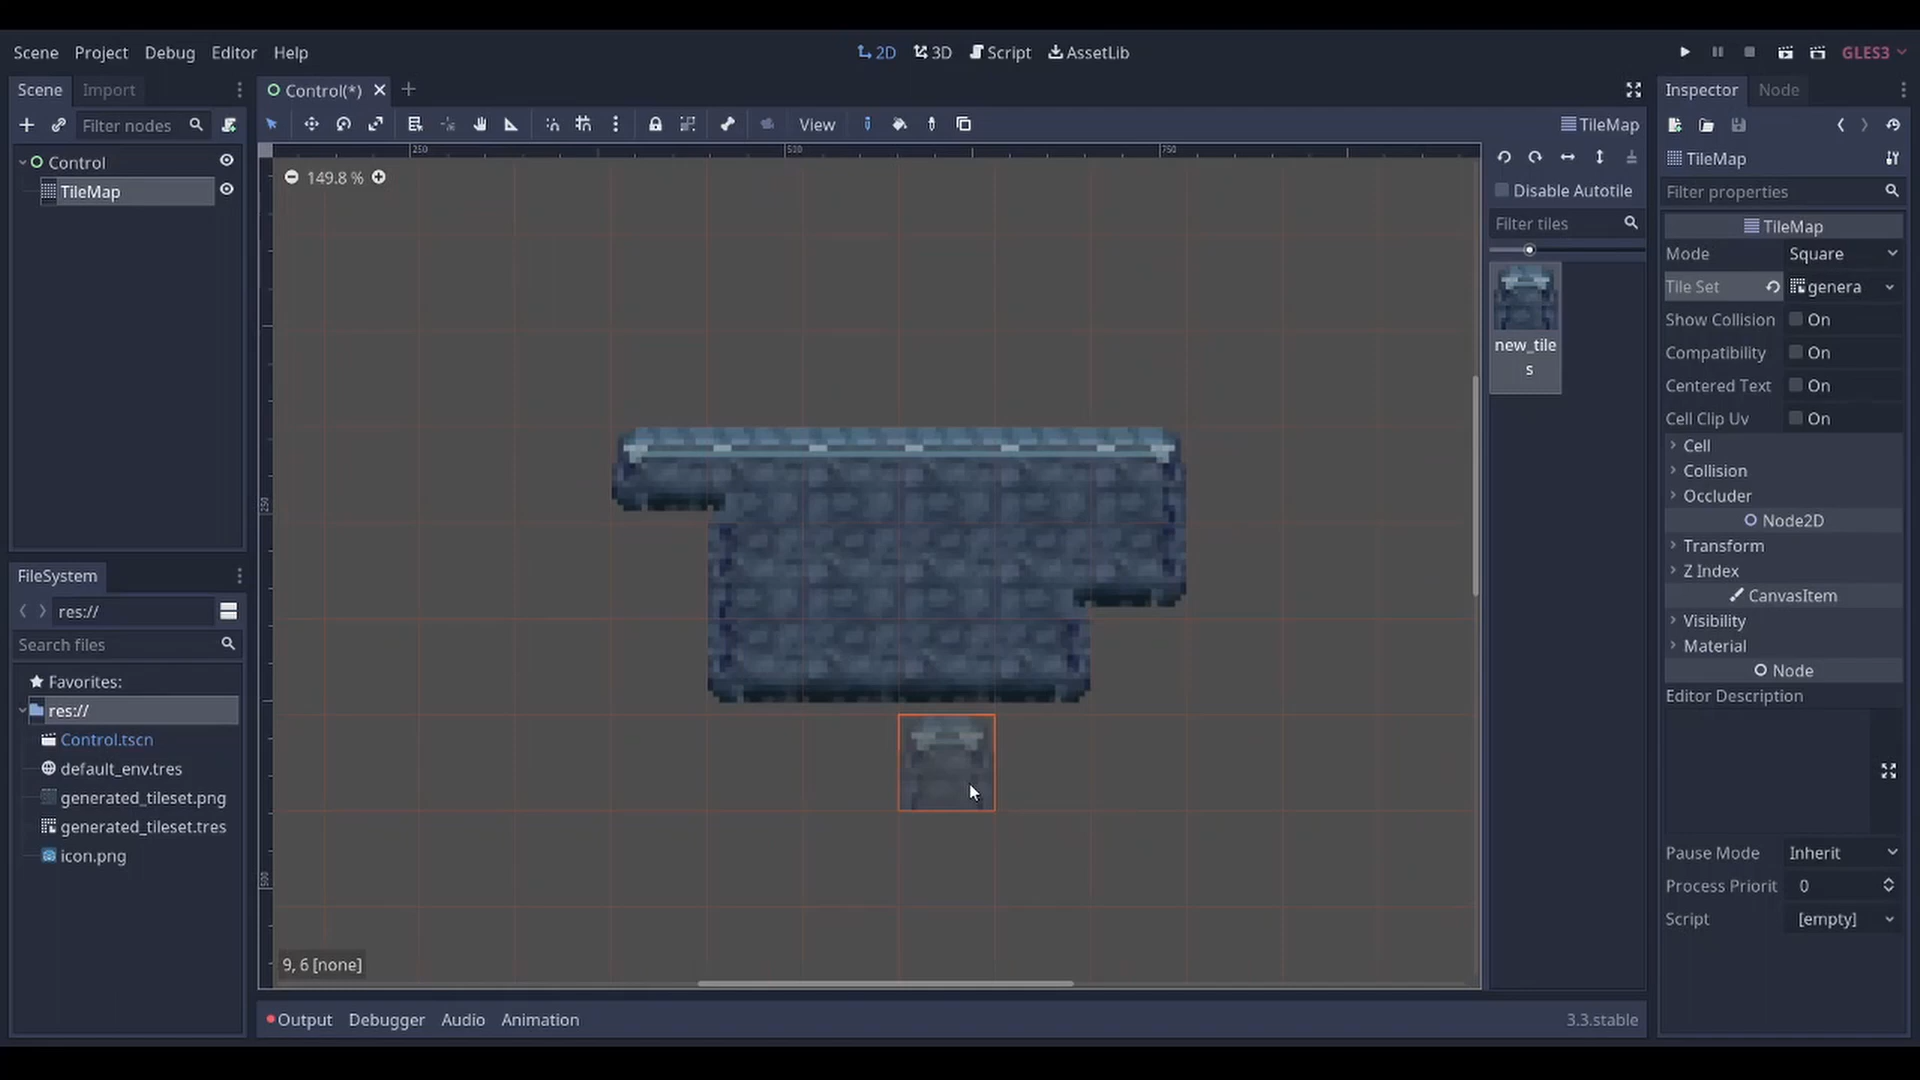 Scene Project Debug Editor Help
2D 3D Script AssetLib
GLES3
Scene Import
Control(*)
Inspector Node
Filter nodes
View
TileMap
Control
TileMap
250
500
750
149.8 %
250
500
9, 6 [none]
Disable Autotile
Filter tiles
new_tile
s
TileMap
Filter properties
TileMap
Mode Square
Tile Set genera
Show Collision On
Compatibility On
Centered Text On
Cell Clip Uv On
Cell
Collision
Occluder
Node2D
Transform
Z Index
CanvasItem
Visibility
Material
Node
Editor Description
Pause Mode Inherit
Process Priorit 0
Script [empty]
FileSystem
res://
Search files
Favorites:
res://
Control.tscn
default_env.tres
generated_tileset.png
generated_tileset.tres
icon.png
Output Debugger Audio Animation
3.3.stable